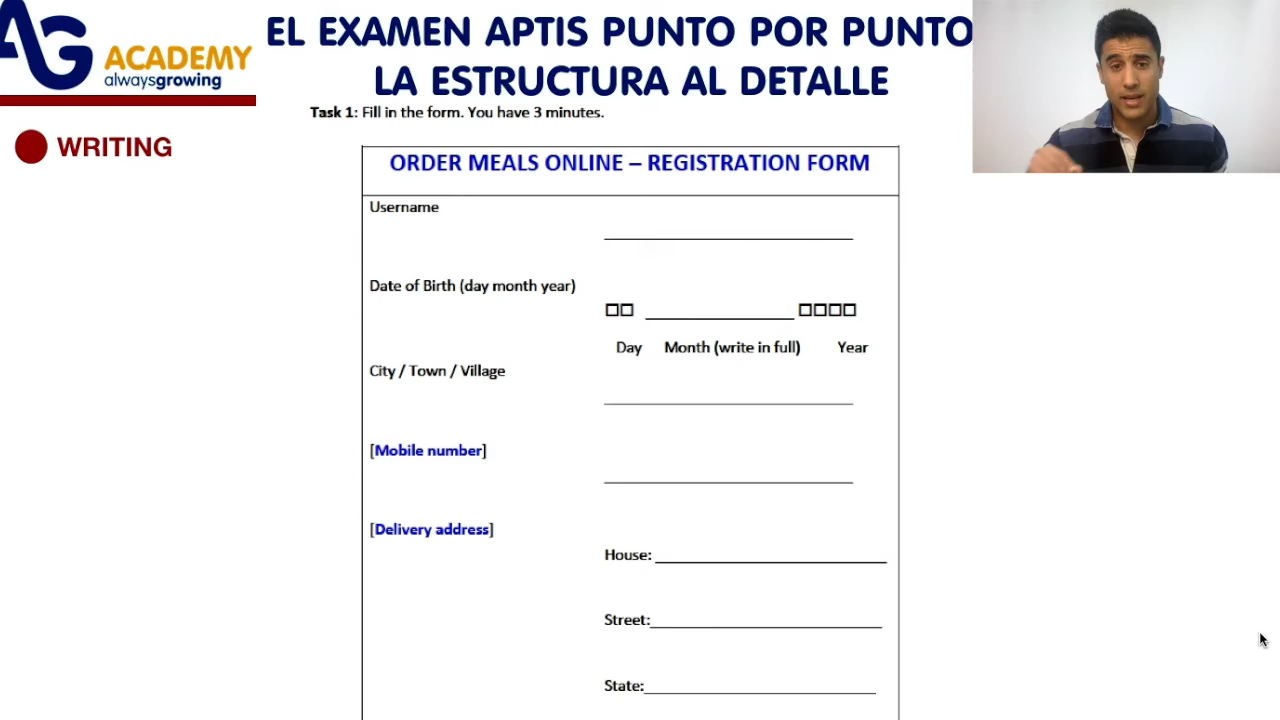 AG
ACADEMY
alwaysgrowing
EL EXAMEN APTIS PUNTO POR PUNTO
LA ESTRUCTURA AL DETALLE
Task 1: Fill in the form. You have 3 minutes.
WRITING
ORDER MEALS ONLINE – REGISTRATION FORM
Username
Date of Birth (day month year)
Day Month (write in full) Year
City / Town / Village
[Mobile number]
[Delivery address]
House:
Street:
State: